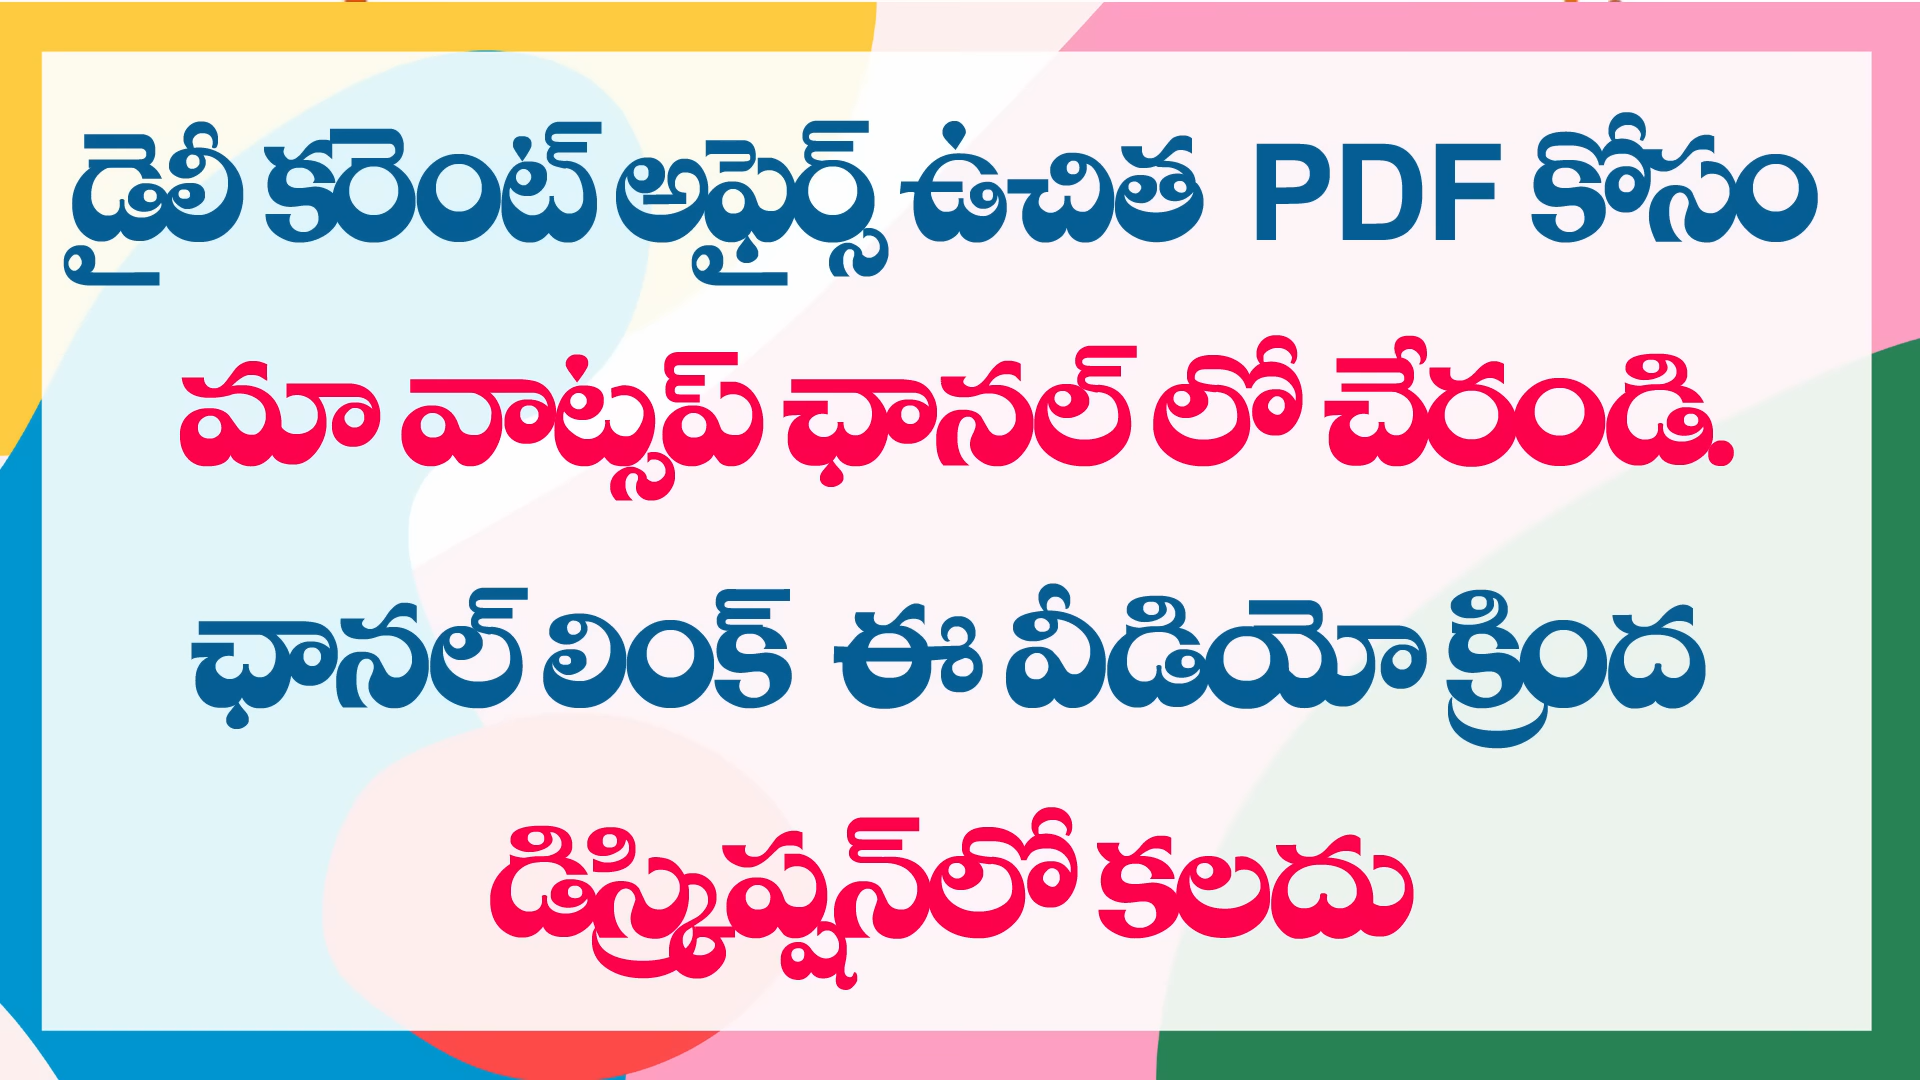 డైలీ కరెంట్ అఫైర్స్ ఉచిత PDF కోసం
మా వాట్సప్ ఛానల్ లో చేరండి.
ఛానల్ లింక్ ఈ వీడియో క్రింద
డిస్క్రిప్షన్‌లో కలదు